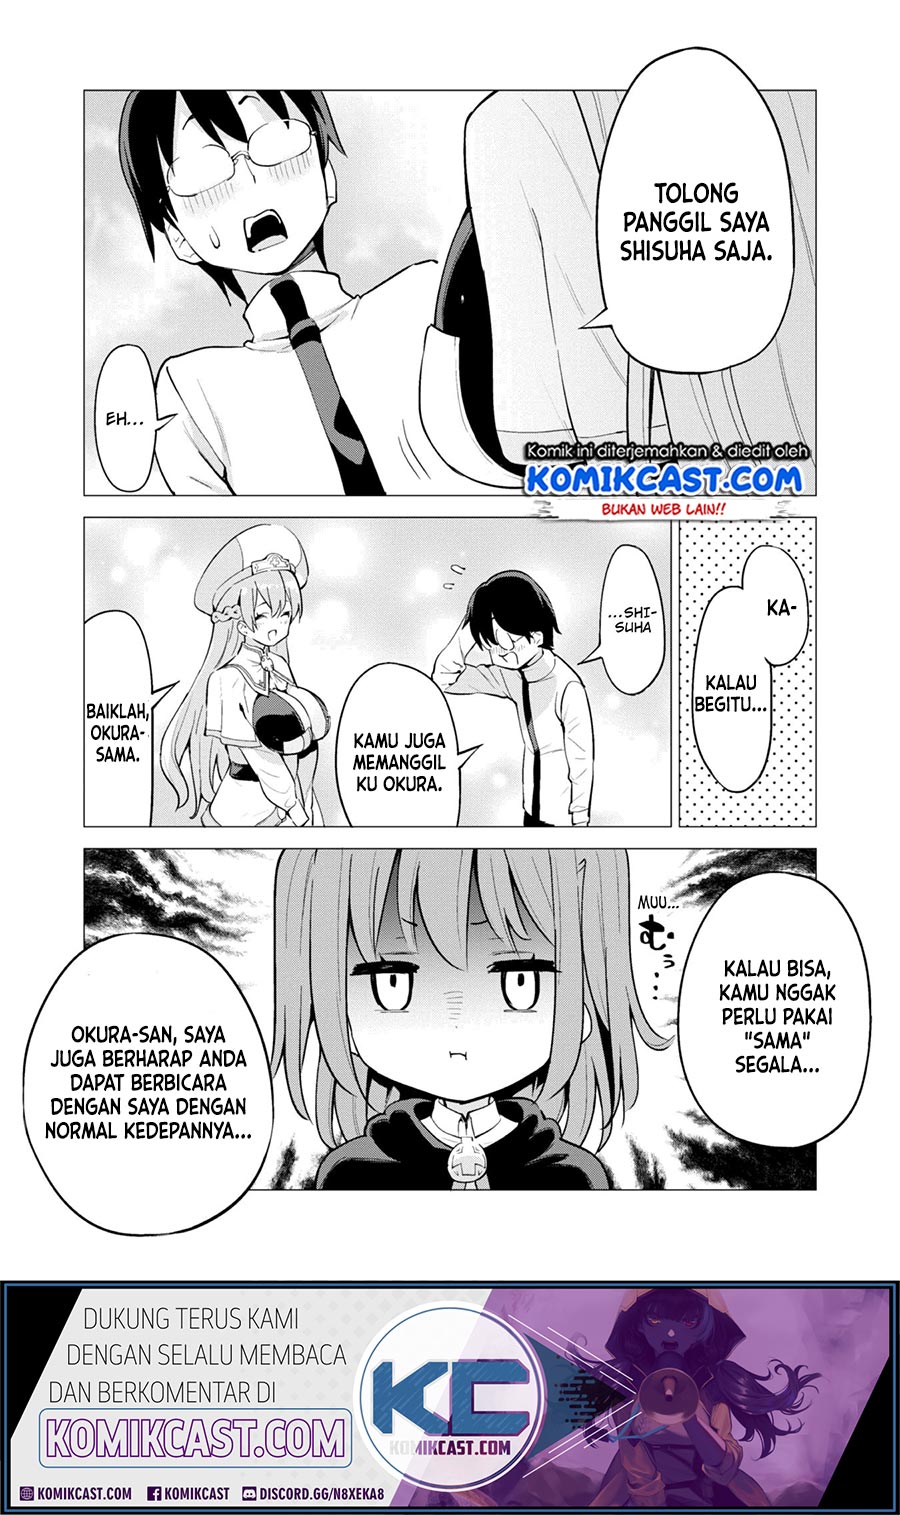 TOLONG
PANGGIL SAYA
SHISUHA SAJA.
EH...
Komik ini diterjemahkan & diedit oleh
KOMIKCAST.COM
BUKAN WEB LAIN!!
KA-
KALAU
BEGITU...
...SHI-
SUHA
KAMU JUGA
MEMANGGIL
KU OKURA.
BAIKLAH,
OKURA-
SAMA.
MUU...
むぅ…
KALAU BISA,
KAMU NGGAK
PERLU PAKAI
"SAMA"
SEGALA...
OKURA-SAN, SAYA
JUGA BERHARAP ANDA
DAPAT BERBICARA
DENGAN SAYA DENGAN
NORMAL KEDEPANNYA...
DUKUNG TERUS KAMI
DENGAN SELALU MEMBACA
DAN BERKOMENTAR DI
KOMIKCAST.COM
KC
KOMIKCAST.COM
KOMIKCAST.COM KOMIKCAST DISCORD.GG/N8XEKA8